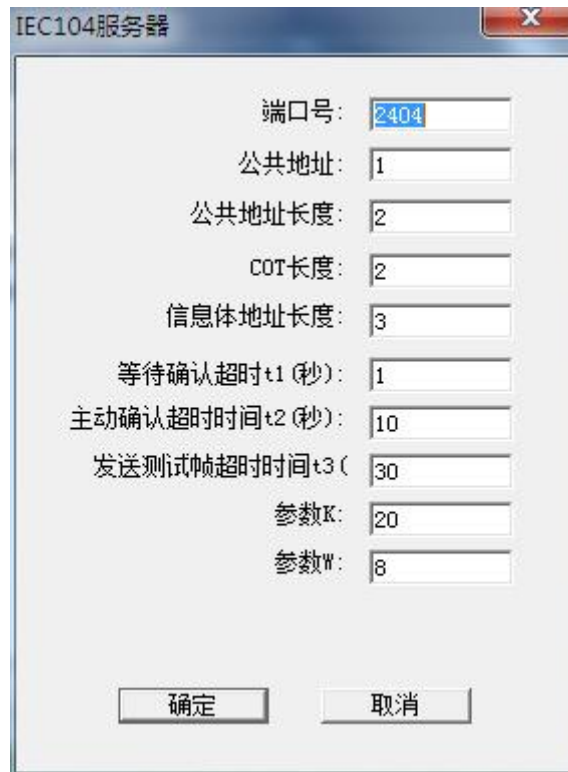 IEC104服务器
端口号: 2404
公共地址: 1
公共地址长度: 2
COT长度: 2
信息体地址长度: 3
等待确认超时t1(秒): 1
主动确认超时时间t2(秒): 10
发送测试帧超时时间t3( 30
参数K: 20
参数W: 8
确定 取消